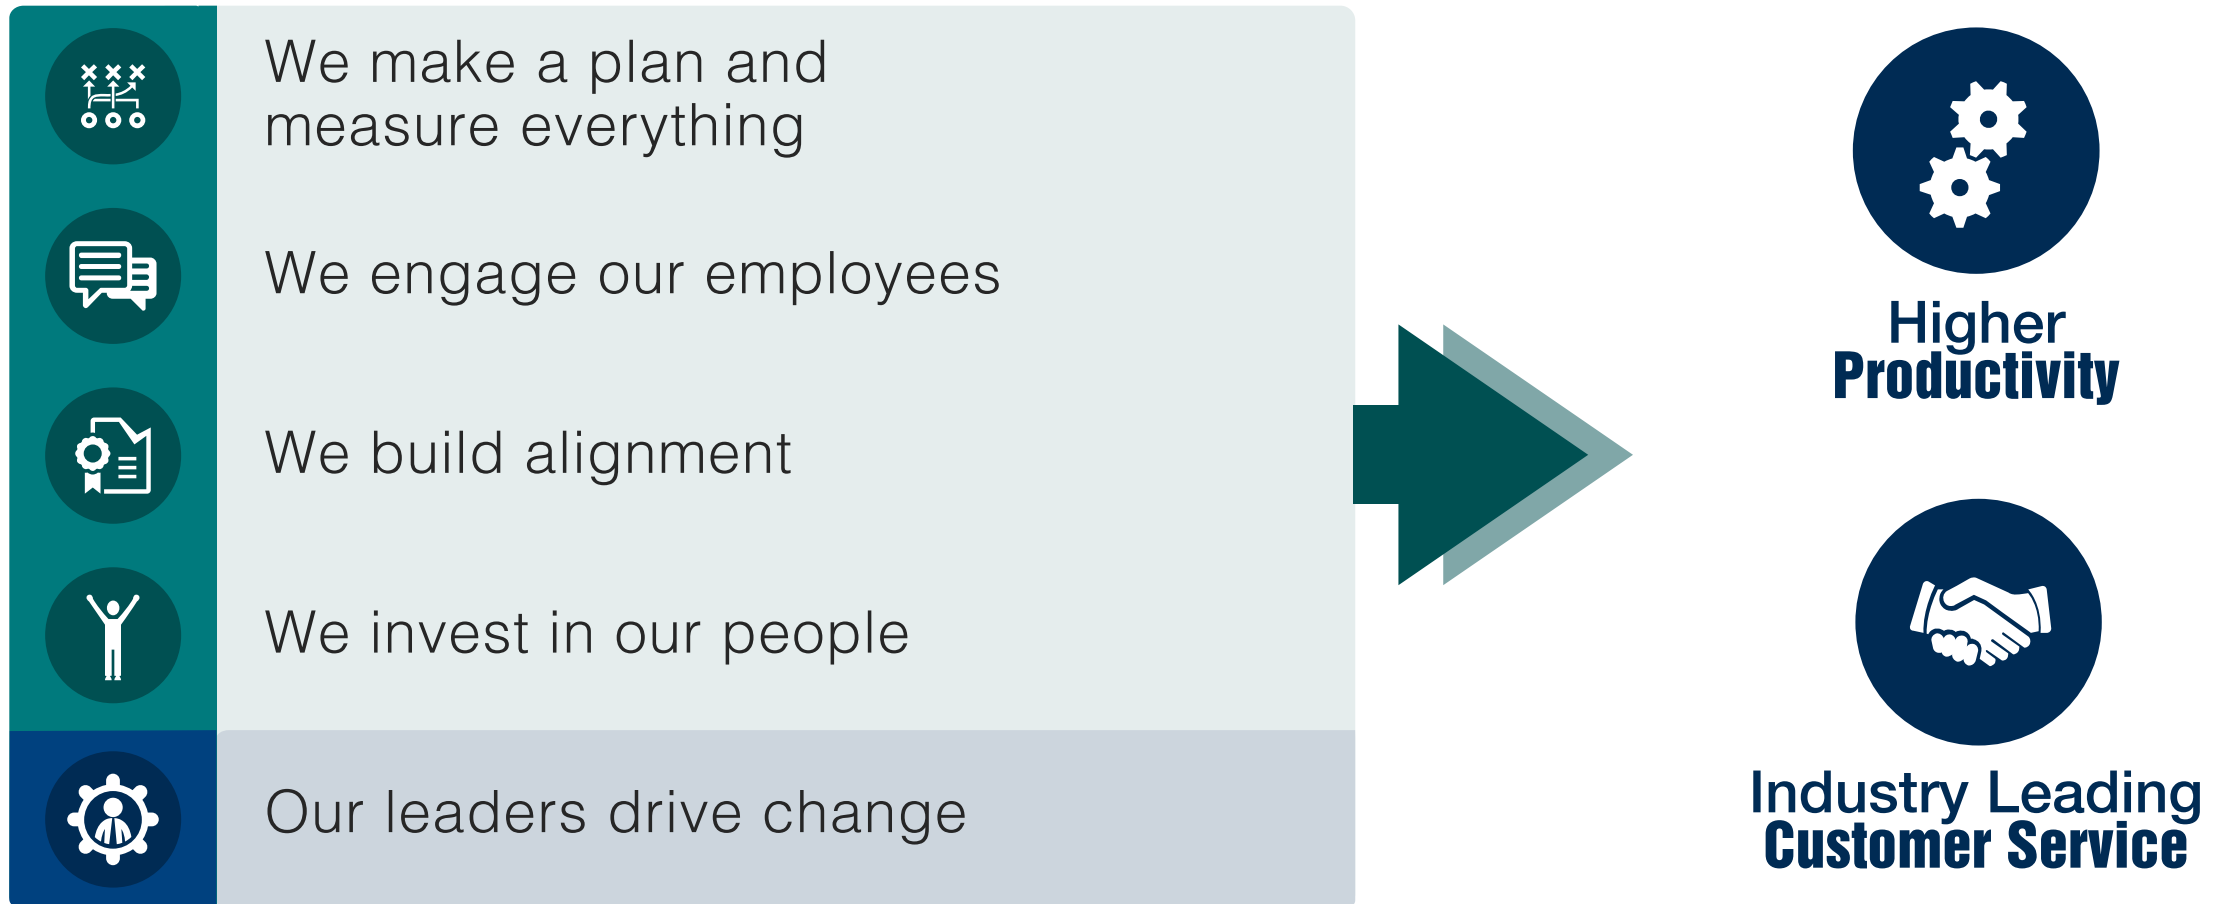 We make a plan and
measure everything
We engage our employees
We build alignment
We invest in our people
Our leaders drive change
Higher
Productivity
Industry Leading
Customer Service